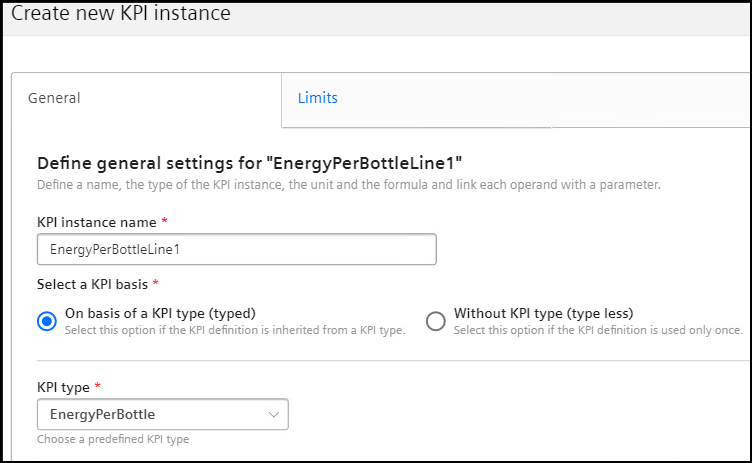 Create new KPI instance
General
Limits
Define general settings for "EnergyPerBottleLine1"
Define a name, the type of the KPI instance, the unit and the formula and link each operand with a parameter.
KPI instance name *
EnergyPerBottleLine1
Select a KPI basis *
On basis of a KPI type (typed)
Select this option if the KPI definition is inherited from a KPI type.
Without KPI type (type less)
Select this option if the KPI definition is used only once.
KPI type *
EnergyPerBottle
Choose a predefined KPI type